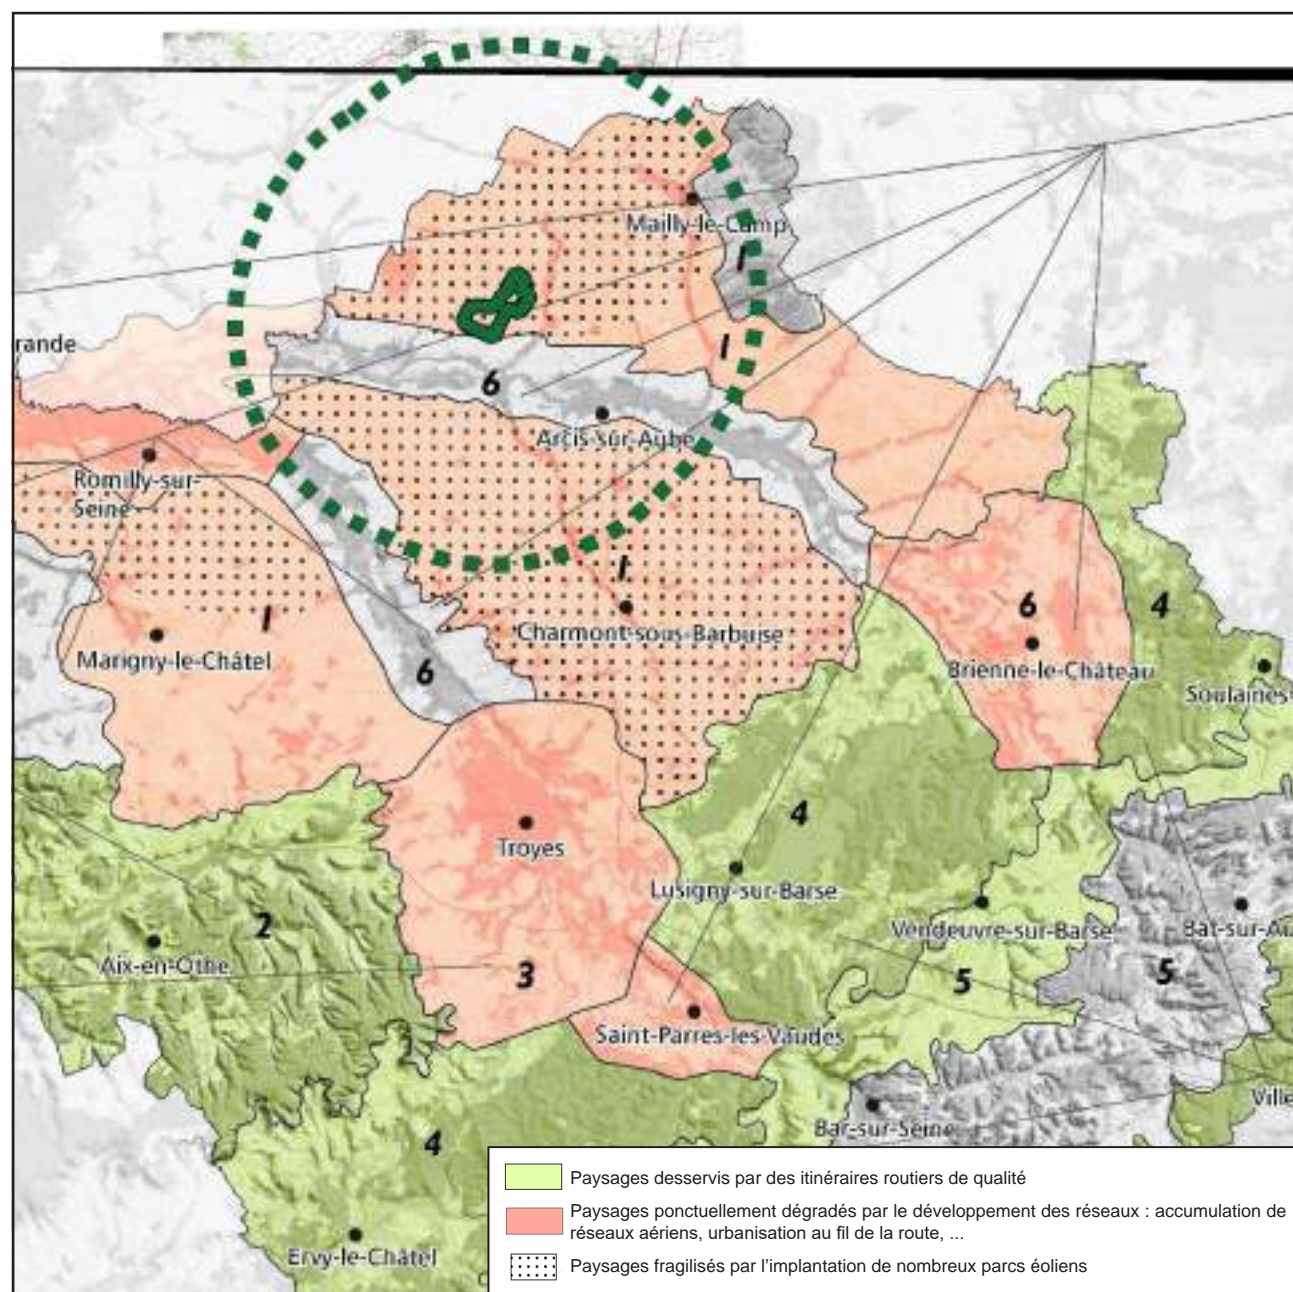 Mailly-le-Camp
1
1
rande
6
Arcis-sur-Aube
Romilly-sur-
Seine
1
Charmont-sous-Barbuise
6
4
Brienne-le-Château
1
Marigny-le-Châtel
6
Soulaines-
4
Troyes
Lusigny-sur-Barse
2
Vendeuvre-sur-Barse
Aix-en-Othe
3
5
5
Saint-Parres-les-Vaudes
2
Ville
Bar-sur-Seine
4
Ervy-le-Châtel
Paysages desservis par des itinéraires routiers de qualité
Paysages ponctuellement dégradés par le développement des réseaux : accumulation de
réseaux aériens, urbanisation au fil de la route, ...
Paysages fragilisés par l'implantation de nombreux parcs éoliens